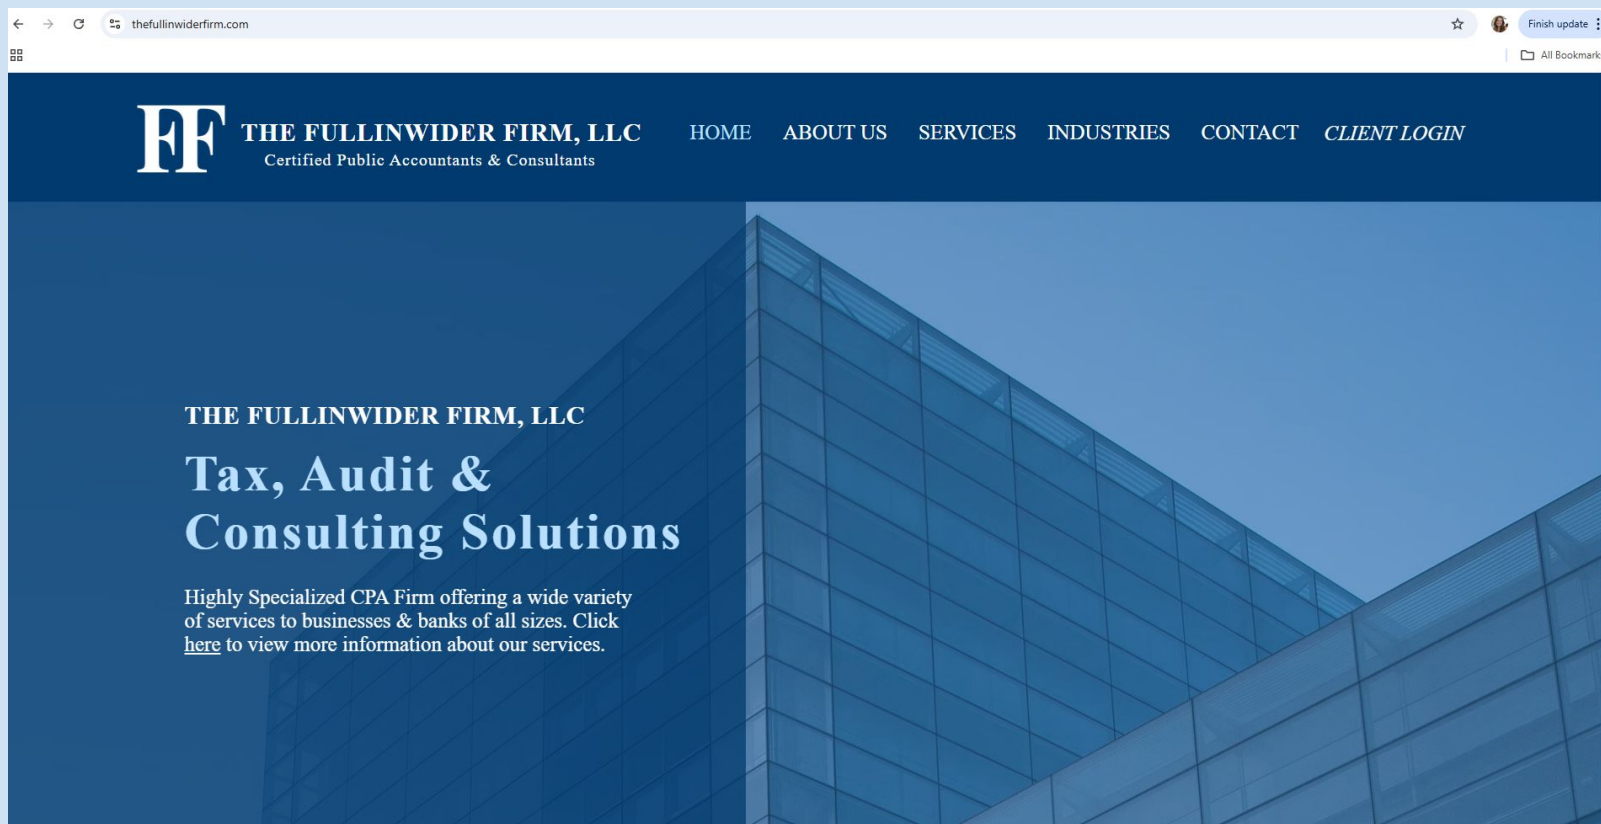 thefullinwiderfirm.com
Finish update
All Bookmark
FF
THE FULLINWIDER FIRM, LLC
Certified Public Accountants & Consultants
HOME ABOUT US SERVICES INDUSTRIES CONTACT CLIENT LOGIN
THE FULLINWIDER FIRM, LLC
Tax, Audit &
Consulting Solutions
Highly Specialized CPA Firm offering a wide variety
of services to businesses & banks of all sizes. Click
here to view more information about our services.